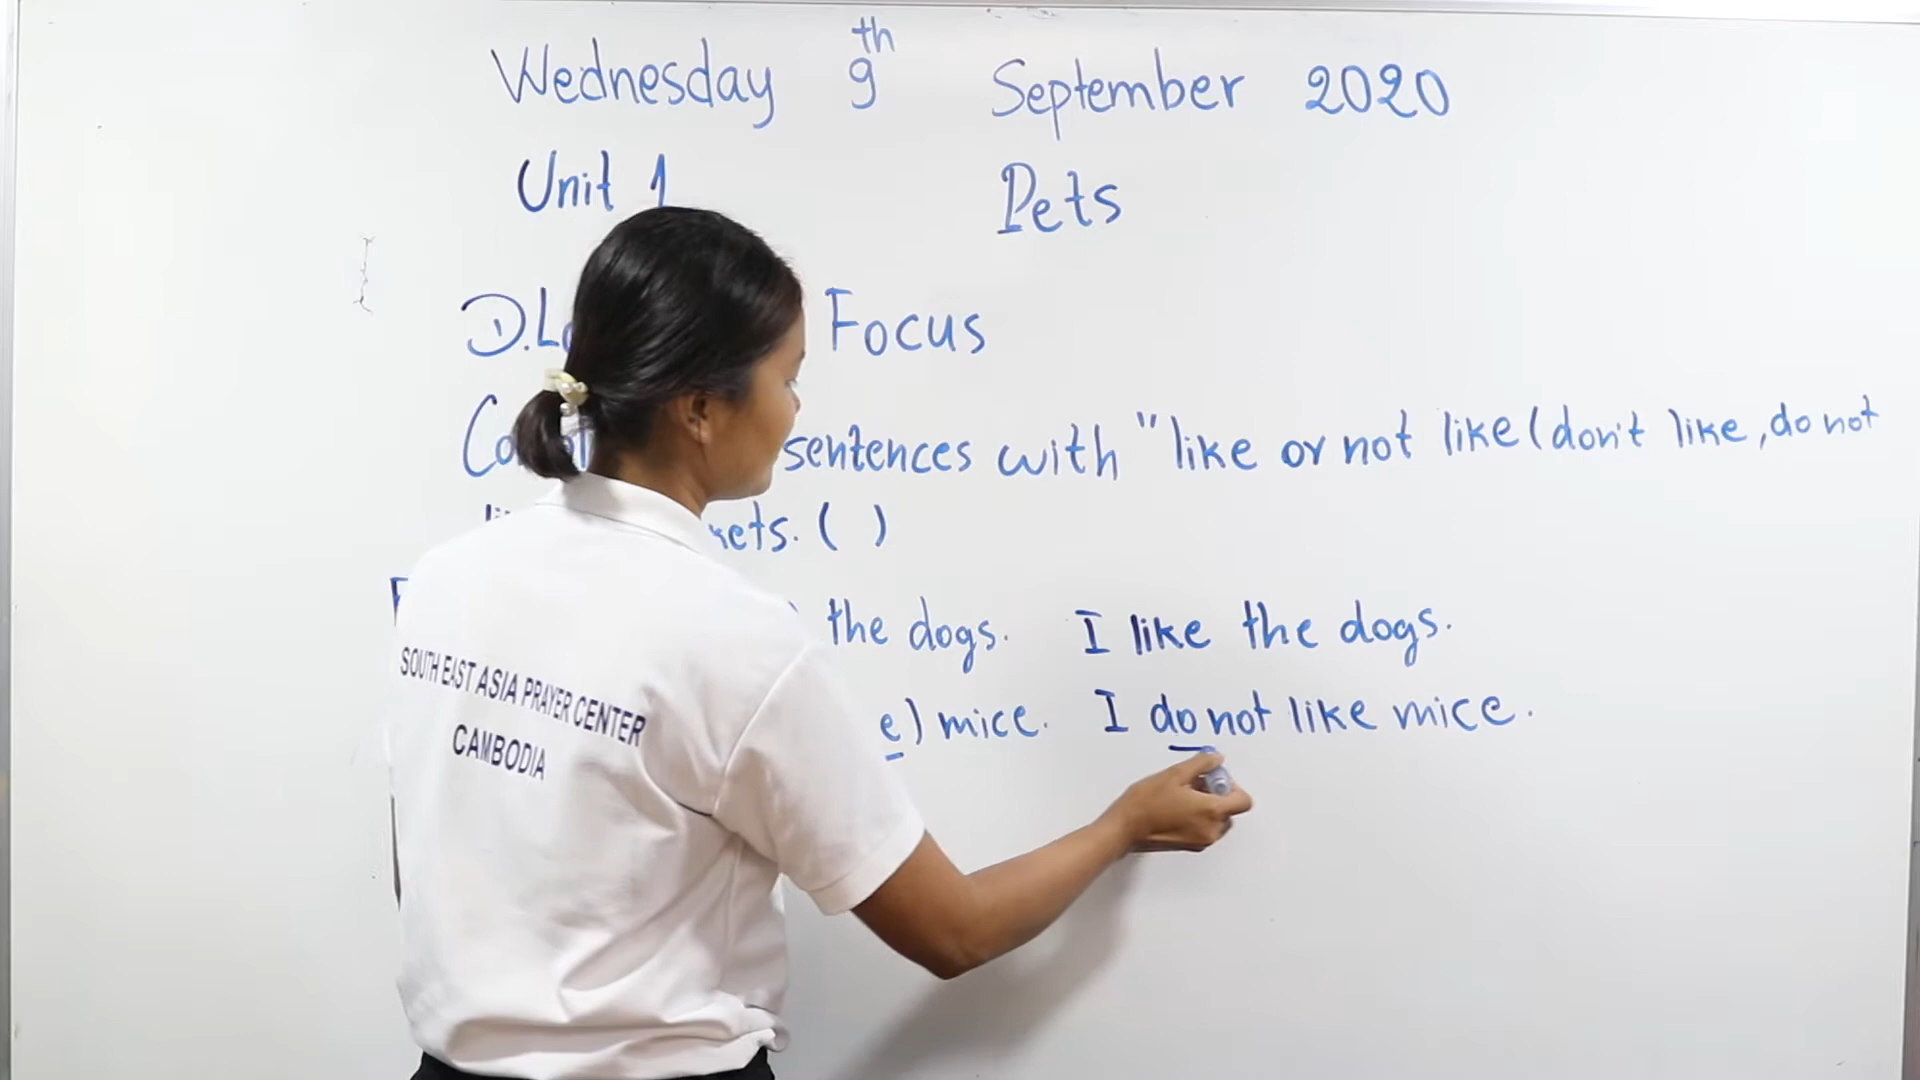 Wednesday 9th September 2020
Unit 1 Pets
D. Focus
sentences with "like or not like (don't like, do not
( )
the dogs. I like the dogs.
e) mice. I do not like mice.
SOUTH EAST ASIA PRAYER CENTER
CAMBODIA